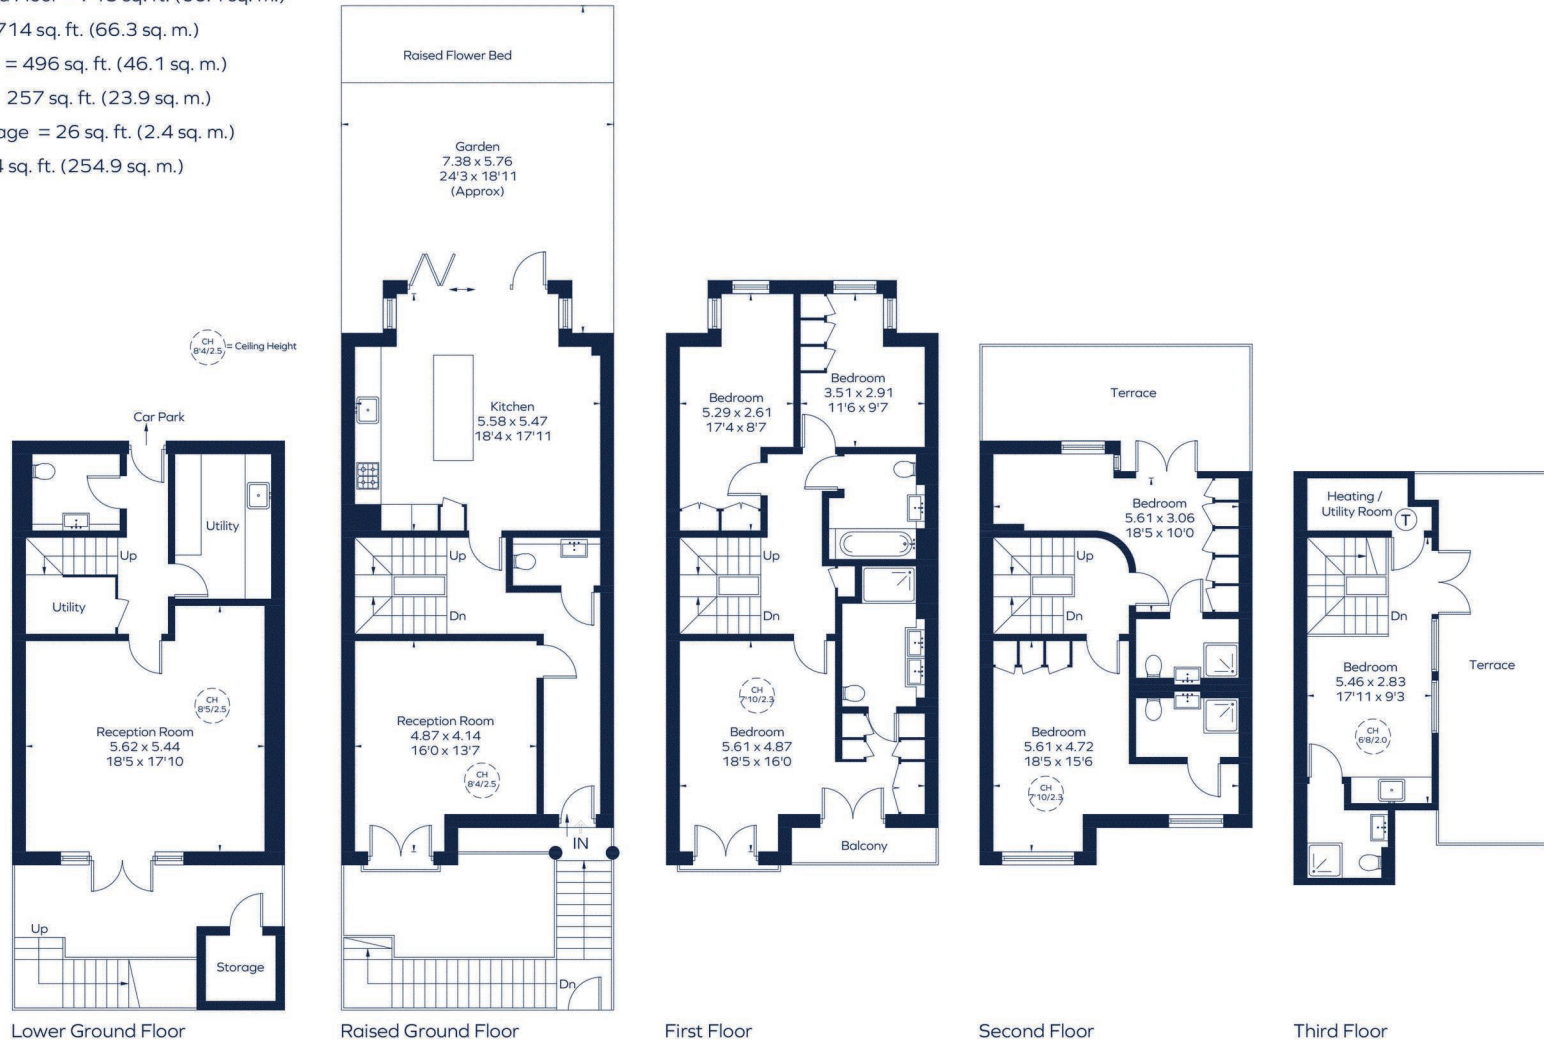 714 sq. ft. (66.3 sq. m.)
= 496 sq. ft. (46.1 sq. m.)
257 sq. ft. (23.9 sq. m.)
age = 26 sq. ft. (2.4 sq. m.)
4 sq. ft. (254.9 sq. m.)
CH
8'4/2.5
= Ceiling Height
Car Park
Utility
Up
Utility
CH
8'5/2.5
Reception Room
5.62 x 5.44
18'5 x 17'10
Up
Storage
Lower Ground Floor
Raised Flower Bed
Garden
7.38 x 5.76
24'3 x 18'11
(Approx)
Kitchen
5.58 x 5.47
18'4 x 17'11
Up
Dn
Reception Room
4.87 x 4.14
16'0 x 13'7
CH
8'4/2.5
IN
Dn
Raised Ground Floor
Bedroom
5.29 x 2.61
17'4 x 8'7
Bedroom
3.51 x 2.91
11'6 x 9'7
Up
Dn
CH
7'10/2.3
Bedroom
5.61 x 4.87
18'5 x 16'0
Balcony
First Floor
Terrace
Bedroom
5.61 x 3.06
18'5 x 10'0
Up
Dn
Bedroom
5.61 x 4.72
18'5 x 15'6
CH
7'10/2.3
Second Floor
Heating /
Utility Room
T
Dn
Bedroom
5.46 x 2.83
17'11 x 9'3
CH
6'8/2.0
Terrace
Third Floor